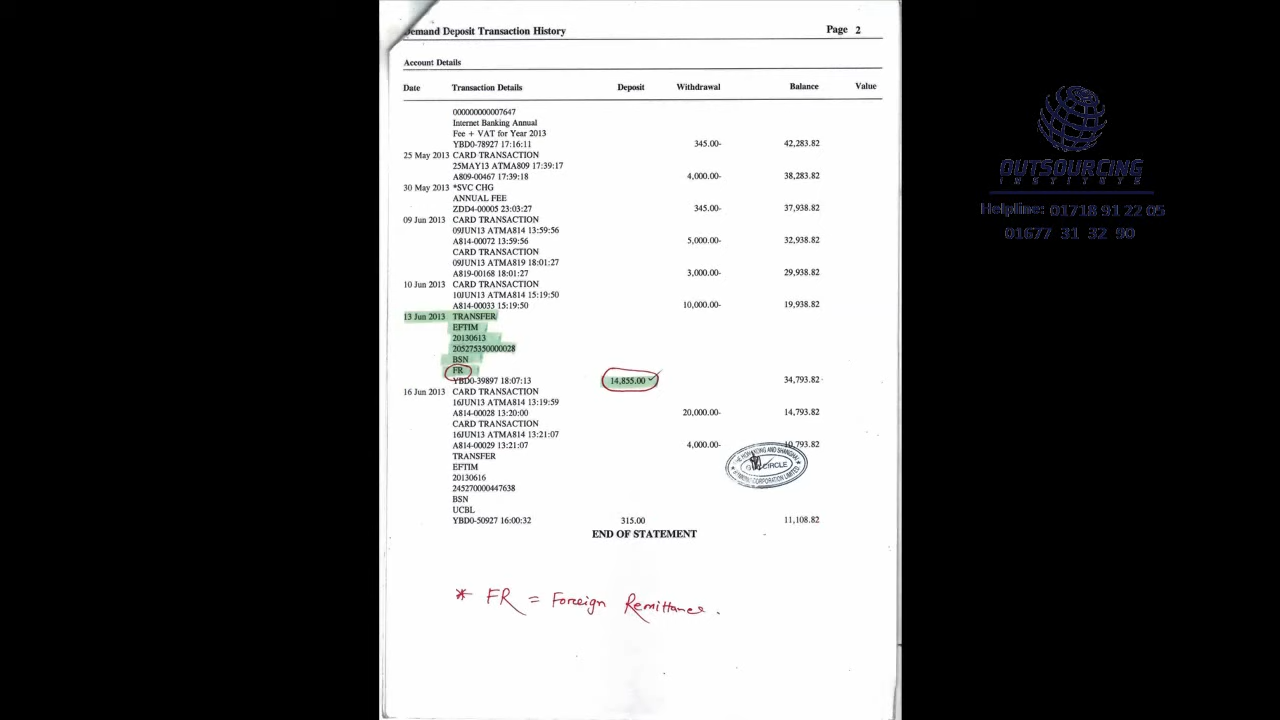 Demand Deposit Transaction History Page 2
Account Details
Date Transaction Details Deposit Withdrawal Balance Value
000000000007647
Internet Banking Annual
Fee + VAT for Year 2013
YBD0-78927 17:16:11 345.00- 42,283.82
25 May 2013 CARD TRANSACTION
25MAY13 ATMA809 17:39:17
A809-00467 17:39:18 4,000.00- 38,283.82
30 May 2013 *SVC CHG
ANNUAL FEE
ZDD4-00005 23:03:27 345.00- 37,938.82
09 Jun 2013 CARD TRANSACTION
09JUN13 ATMA814 13:59:56
A814-00072 13:59:56 5,000.00- 32,938.82
CARD TRANSACTION
09JUN13 ATMA819 18:01:27
A819-00168 18:01:27 3,000.00- 29,938.82
10 Jun 2013 CARD TRANSACTION
10JUN13 ATMA814 15:19:50
A814-00033 15:19:50 10,000.00- 19,938.82
13 Jun 2013 TRANSFER
EFTIM
20130613
205275350000028
BSN
FR
YBD0-39897 18:07:13 14,855.00 34,793.82
16 Jun 2013 CARD TRANSACTION
16JUN13 ATMA814 13:19:59
A814-00028 13:20:00 20,000.00- 14,793.82
CARD TRANSACTION
16JUN13 ATMA814 13:21:07
A814-00029 13:21:07 4,000.00- 10,793.82
TRANSFER
EFTIM
20130616
245270000447638
BSN
UCBL
YBD0-50927 16:00:32 315.00 11,108.82
END OF STATEMENT
* FR = Foreign Remittance.
OUTSOURCING
INSTITUTE
Helpline: 01718 91 22 05
01677 31 32 90